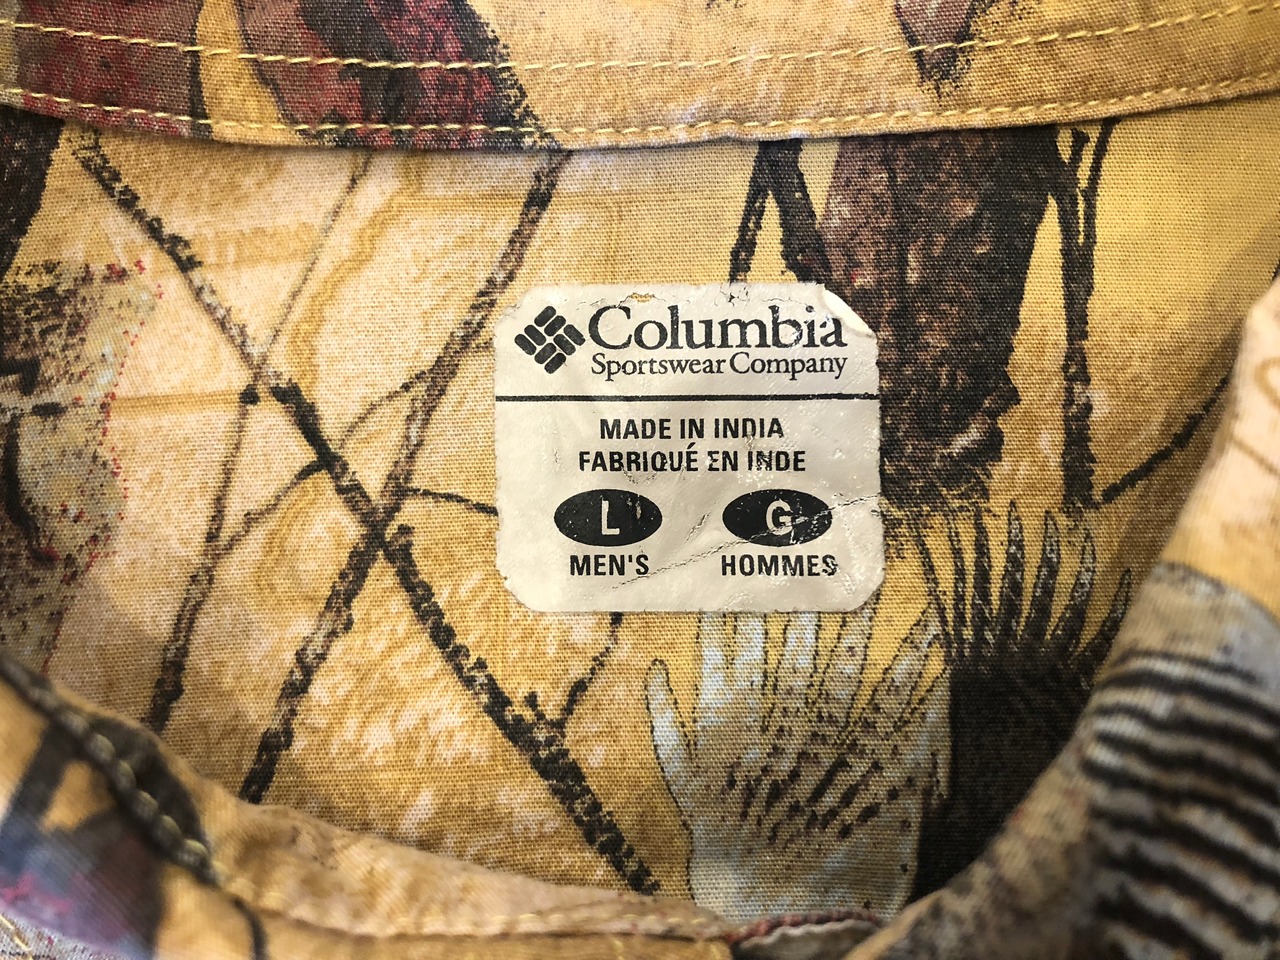 Columbia
Sportswear Company
MADE IN INDIA
FABRIQUÉ EN INDE
L G
MEN'S HOMMES